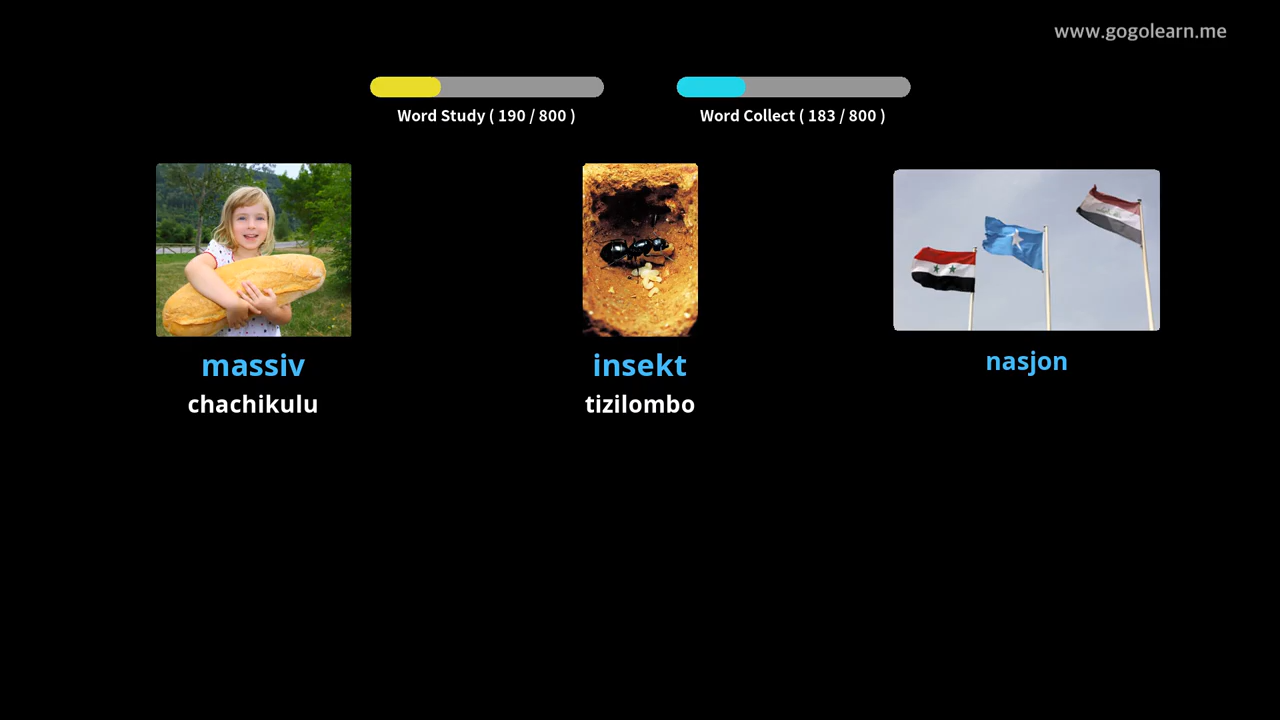 www.gogolearn.me
Word Study ( 190 / 800 )
Word Collect ( 183 / 800 )
massiv
chachikulu
insekt
tizilombo
nasjon